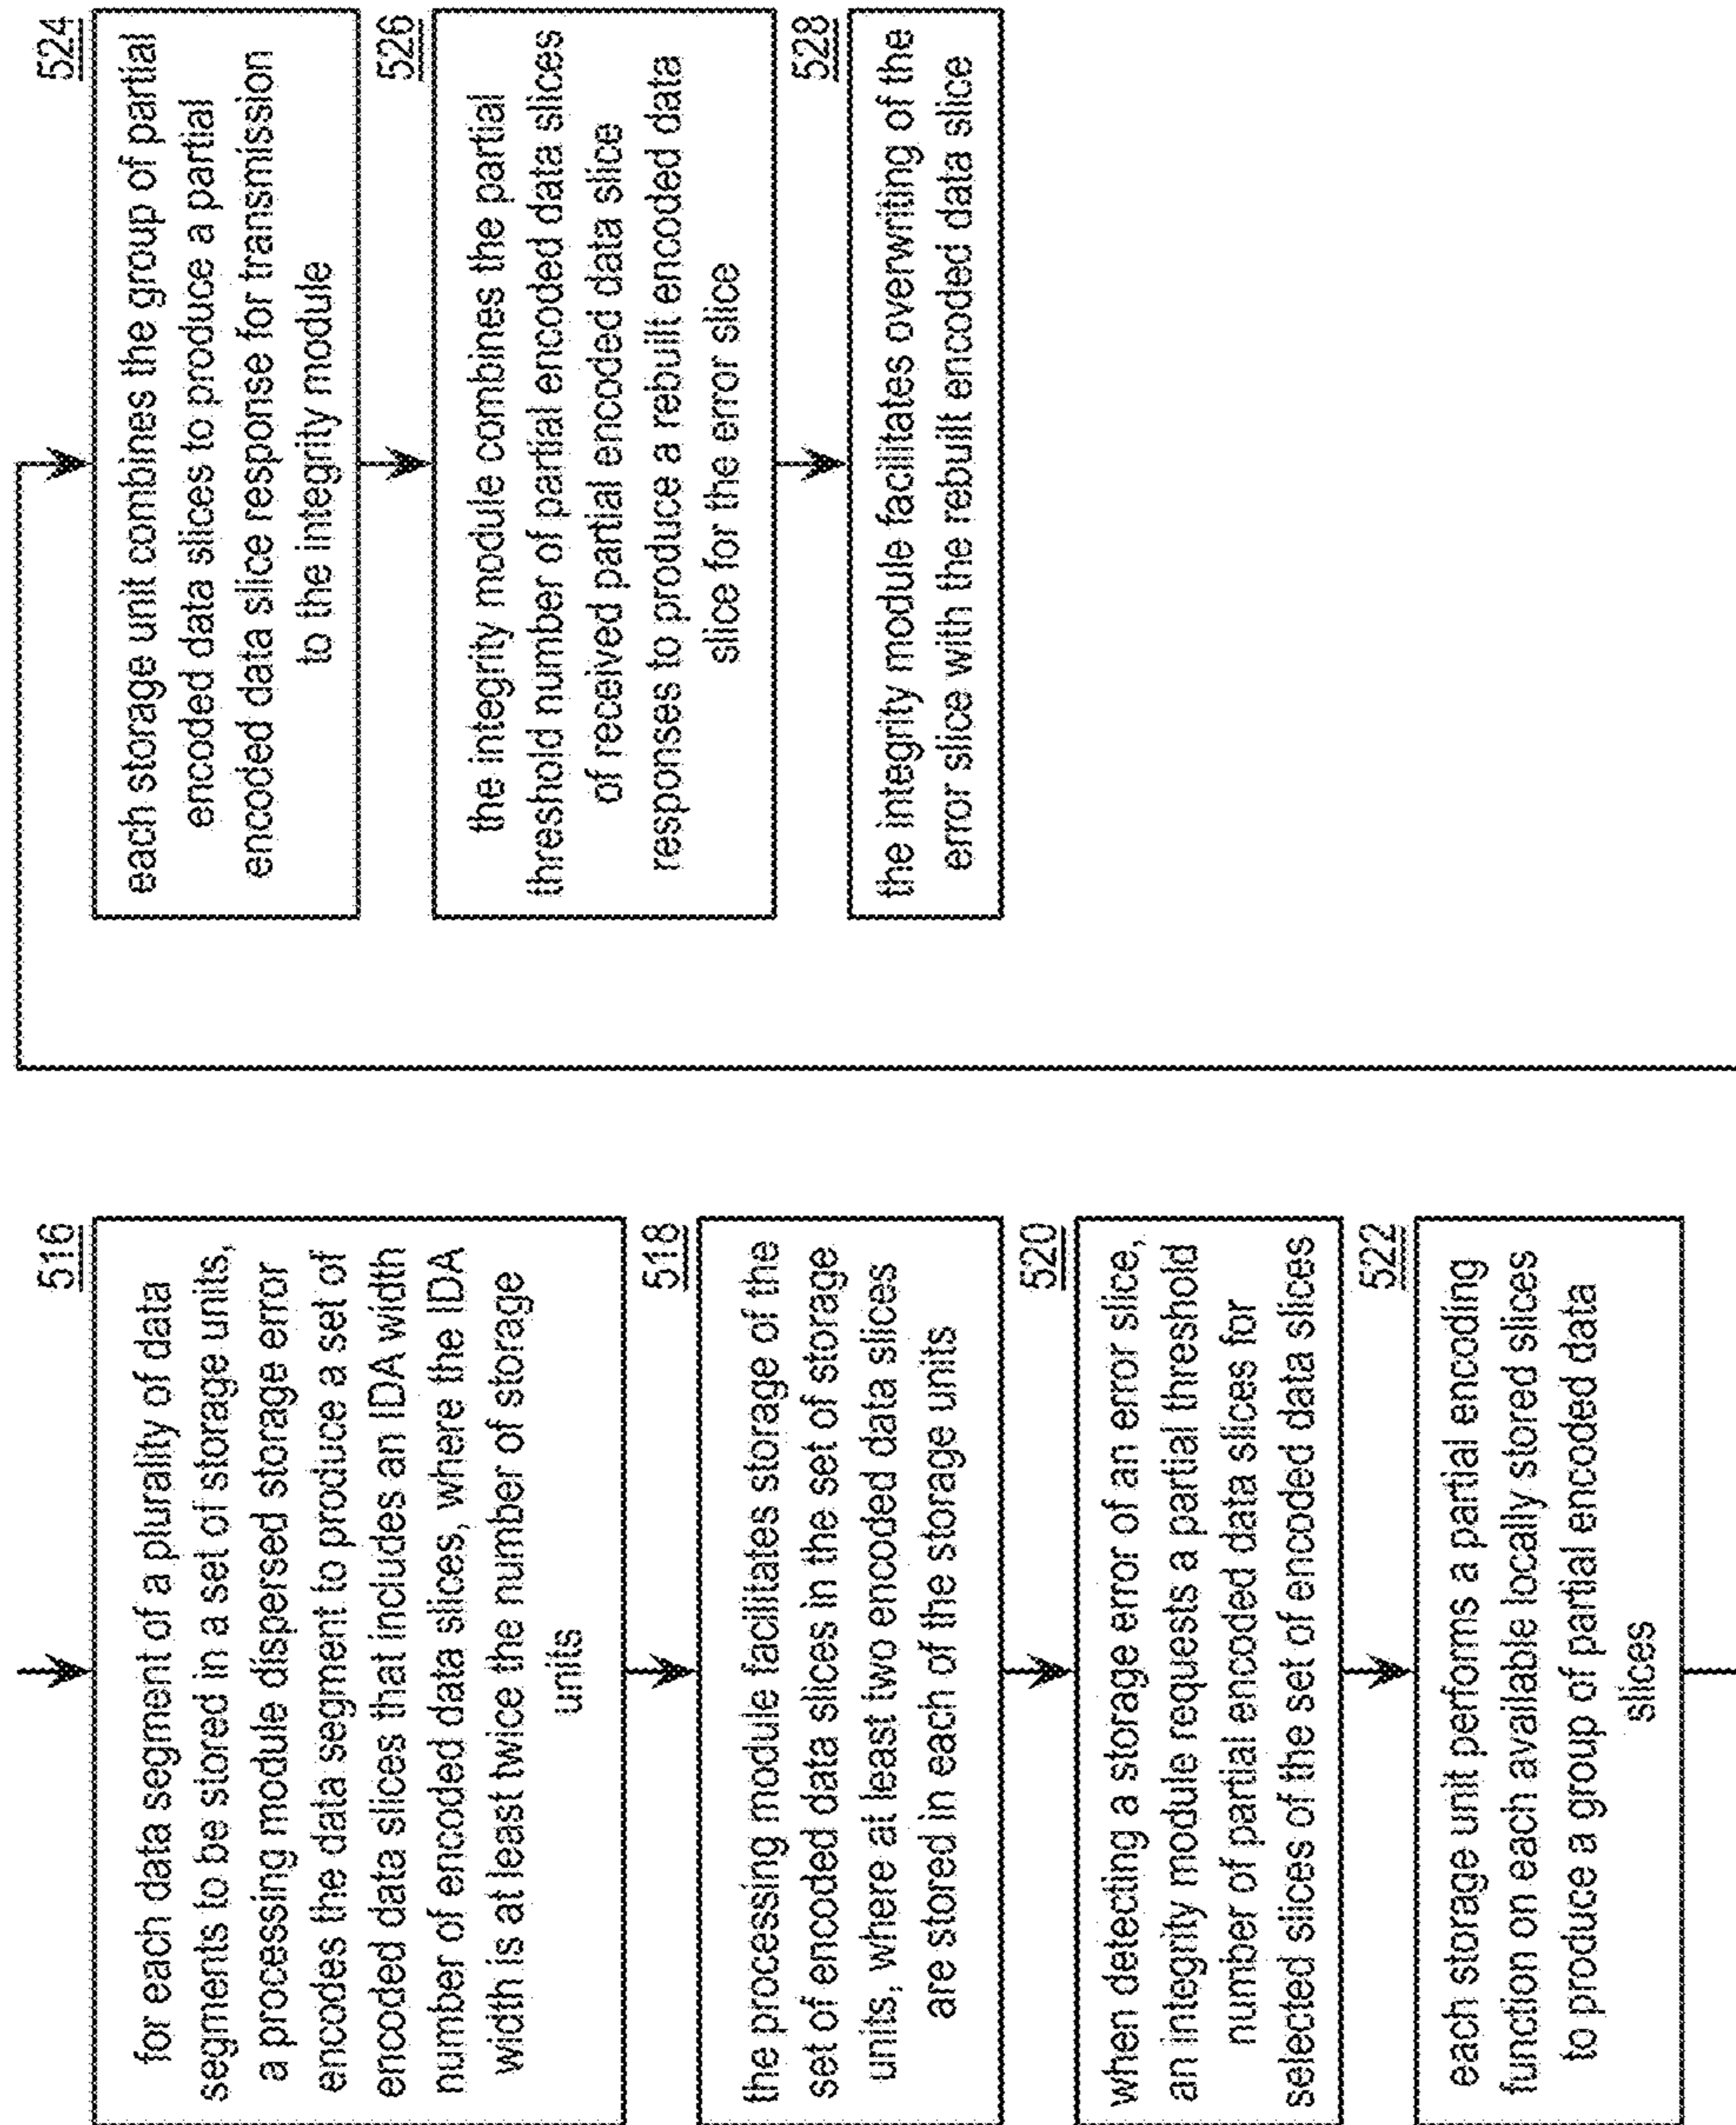 516
for each data segment of a plurality of data
segments to be stored in a set of storage units,
a processing module dispersed storage error
encodes the data segment to produce a set of
encoded data slices that includes an IDA width
number of encoded data slices, where the IDA
width is at least twice the number of storage
units
518
the processing module facilitates storage of the
set of encoded data slices in the set of storage
units, where at least two encoded data slices
are stored in each of the storage units
520
when detecting a storage error of an error slice,
an integrity module requests a partial threshold
number of partial encoded data slices for
selected slices of the set of encoded data slices
522
each storage unit performs a partial encoding
function on each available locally stored slices
to produce a group of partial encoded data
slices
524
each storage unit combines the group of partial
encoded data slices to produce a partial
encoded data slice response for transmission
to the integrity module
526
the integrity module combines the partial
threshold number of partial encoded data slices
of received partial encoded data slice
responses to produce a rebuilt encoded data
slice for the error slice
528
the integrity module facilitates overwriting of the
error slice with the rebuilt encoded data slice